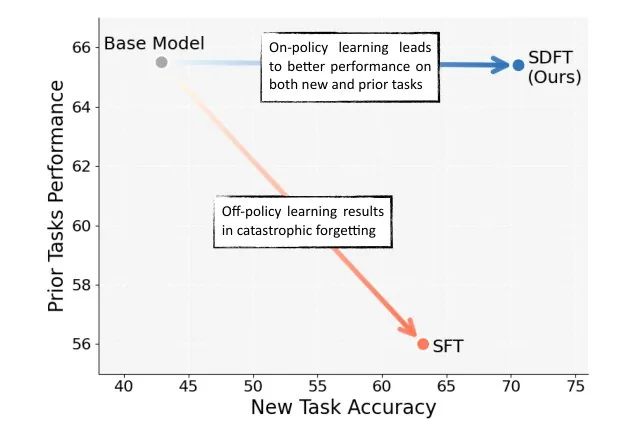 Base Model
On-policy learning leads
to better performance on
both new and prior tasks
SDFT
(Ours)
Off-policy learning results
in catastrophic forgetting
SFT
Prior Tasks Performance
66
64
62
60
58
56
40 45 50 55 60 65 70 75
New Task Accuracy